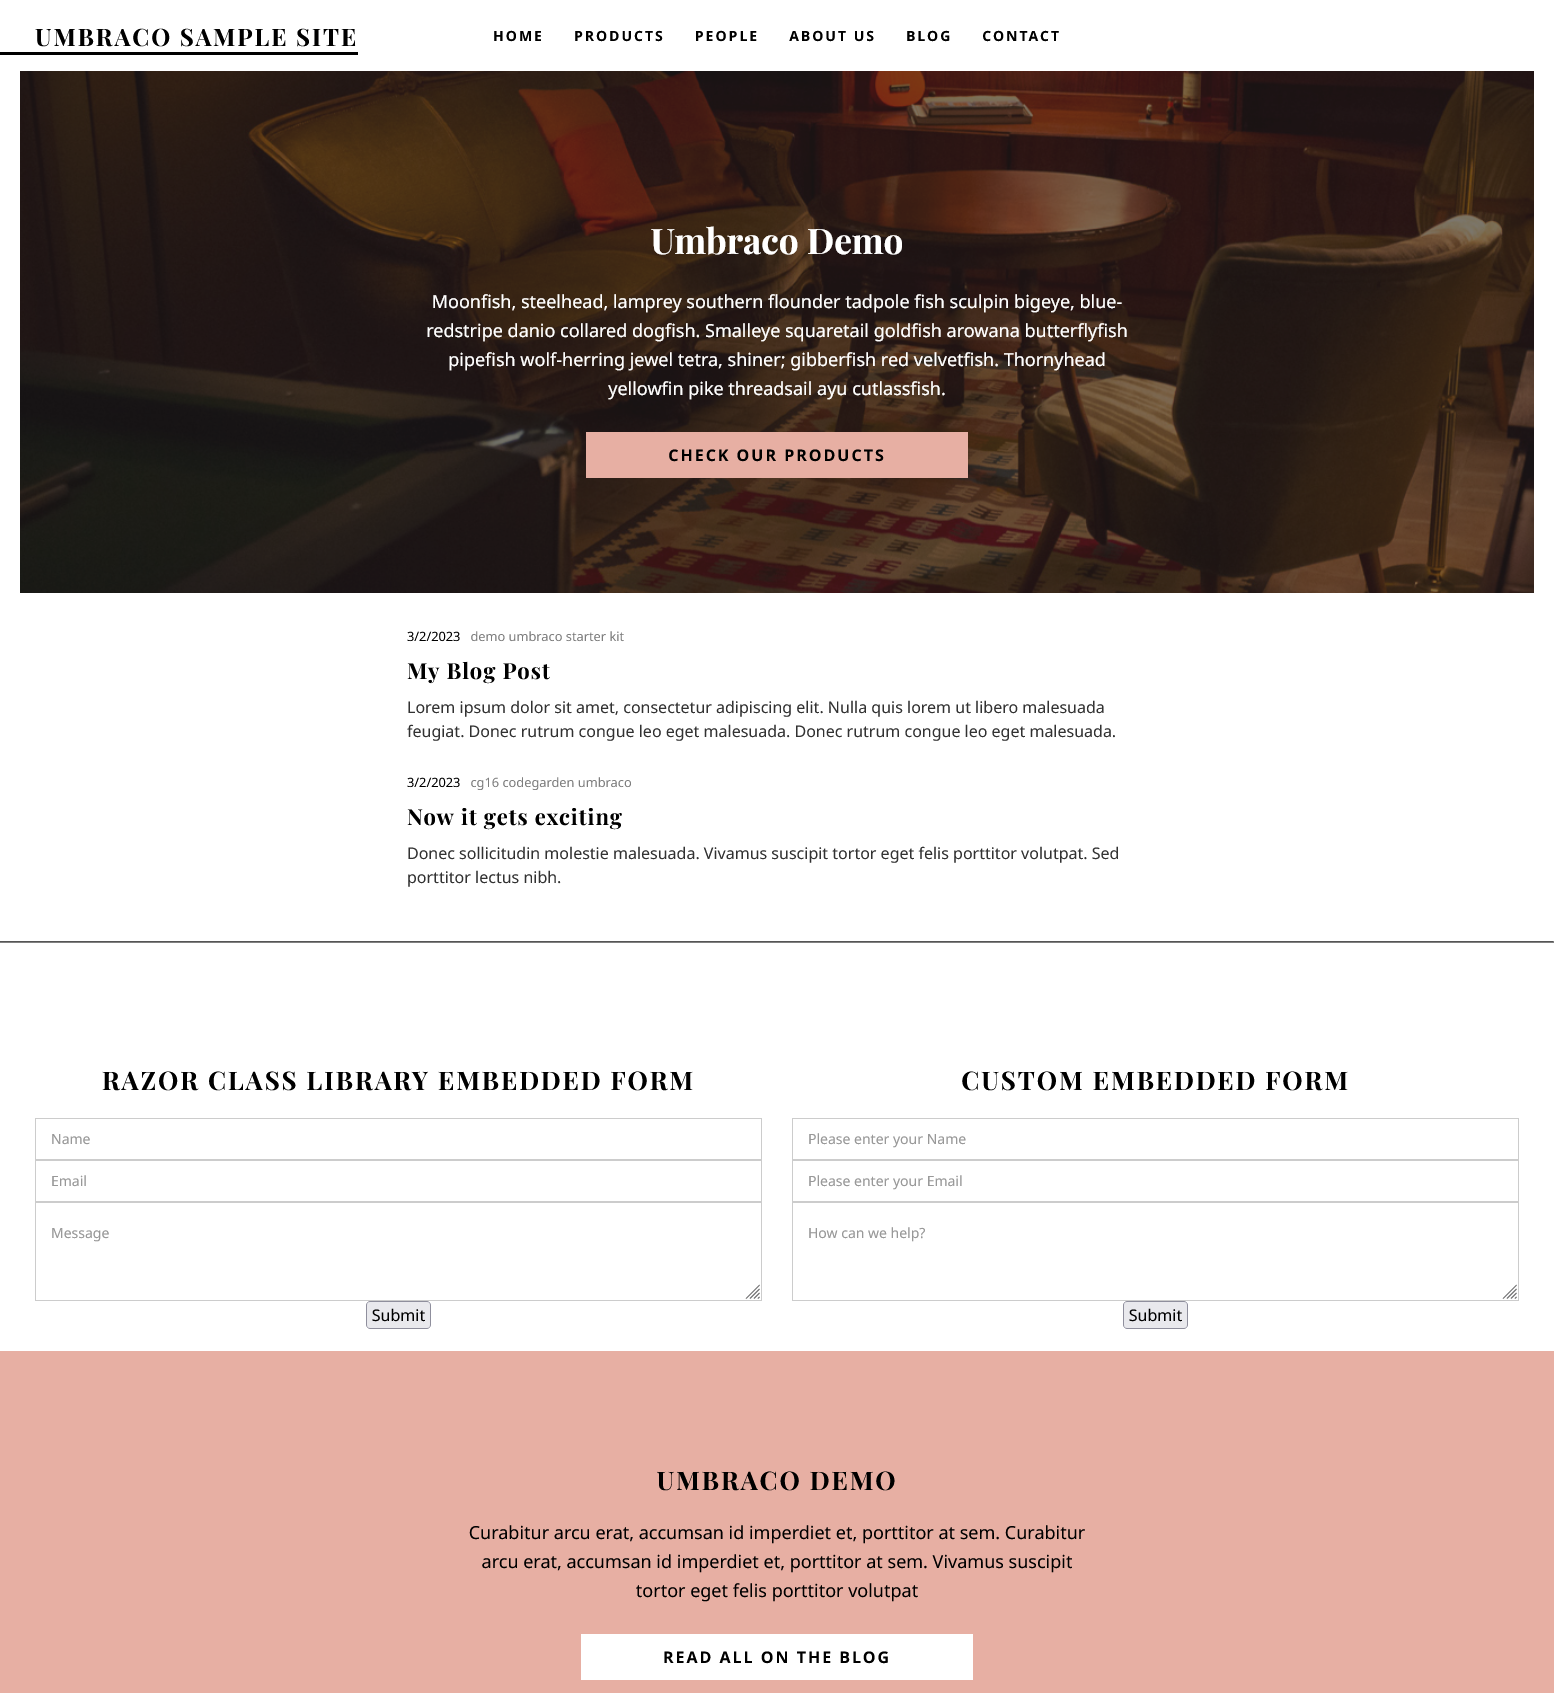 UMBRACO SAMPLE SITE
HOME PRODUCTS PEOPLE ABOUT US BLOG CONTACT
Umbraco Demo
Moonfish, steelhead, lamprey southern flounder tadpole fish sculpin bigeye, blue-
redstripe danio collared dogfish. Smalleye squaretail goldfish arowana butterflyfish
pipefish wolf-herring jewel tetra, shiner; gibberfish red velvetfish. Thornyhead
yellowfin pike threadsail ayu cutlassfish.
CHECK OUR PRODUCTS
3/2/2023 demo umbraco starter kit
My Blog Post
Lorem ipsum dolor sit amet, consectetur adipiscing elit. Nulla quis lorem ut libero malesuada
feugiat. Donec rutrum congue leo eget malesuada. Donec rutrum congue leo eget malesuada.
3/2/2023 cg16 codegarden umbraco
Now it gets exciting
Donec sollicitudin molestie malesuada. Vivamus suscipit tortor eget felis porttitor volutpat. Sed
porttitor lectus nibh.
RAZOR CLASS LIBRARY EMBEDDED FORM
Name
Email
Message
Submit
CUSTOM EMBEDDED FORM
Please enter your Name
Please enter your Email
How can we help?
Submit
UMBRACO DEMO
Curabitur arcu erat, accumsan id imperdiet et, porttitor at sem. Curabitur
arcu erat, accumsan id imperdiet et, porttitor at sem. Vivamus suscipit
tortor eget felis porttitor volutpat
READ ALL ON THE BLOG